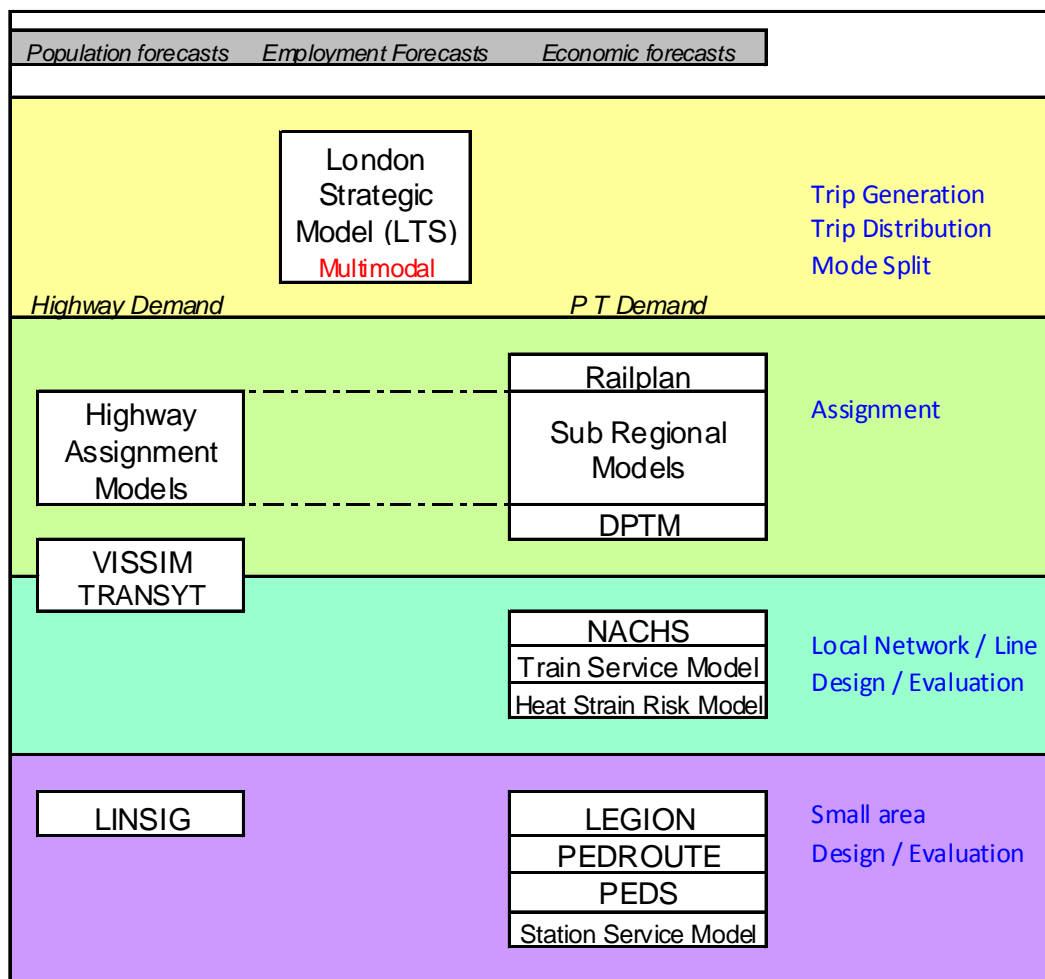 Population forecasts Employment Forecasts Economic forecasts
London
Strategic
Model (LTS)
Multimodal
Trip Generation
Trip Distribution
Mode Split
Highway Demand P T Demand
Highway
Assignment
Models
Railplan
Sub Regional
Models
DPTM
Assignment
VISSIM
TRANSYT
NACHS
Train Service Model
Heat Strain Risk Model
Local Network / Line
Design / Evaluation
LINSIG
LEGION
PEDROUTE
PEDS
Station Service Model
Small area
Design / Evaluation